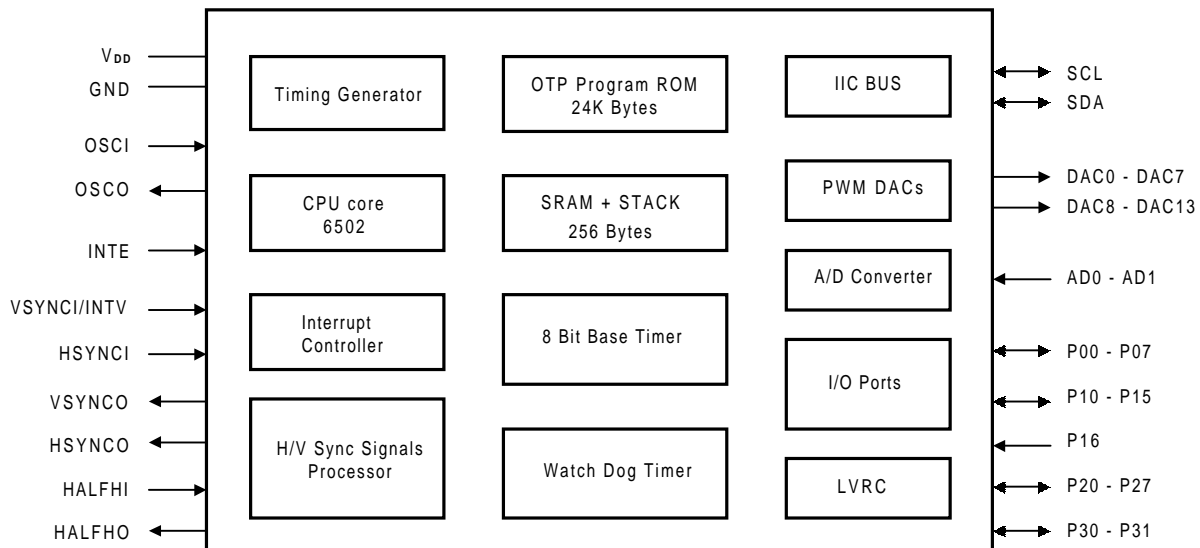 VDD
GND
OSCI
OSCO
INTE
VSYNCI/INTV
HSYNCI
VSYNCO
HSYNCO
HALFHI
HALFHO
Timing Generator
CPU core
6502
Interrupt
Controller
H/V Sync Signals
Processor
OTP Program ROM
24K Bytes
SRAM + STACK
256 Bytes
8 Bit Base Timer
Watch Dog Timer
IIC BUS
PWM DACs
A/D Converter
I/O Ports
LVRC
SCL
SDA
DAC0 - DAC7
DAC8 - DAC13
AD0 - AD1
P00 - P07
P10 - P15
P16
P20 - P27
P30 - P31